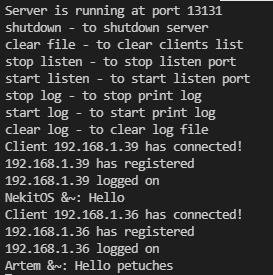 Server is running at port 13131
shutdown - to shutdown server
clear file - to clear clients list
stop listen - to stop listen port
start listen - to start listen port
stop log - to stop print log
start log - to start print log
clear log - to clear log file
Client 192.168.1.39 has connected!
192.168.1.39 has registered
192.168.1.39 logged on
NekitOS &~: Hello
Client 192.168.1.36 has connected!
192.168.1.36 has registered
192.168.1.36 logged on
Artem &~: Hello petuches